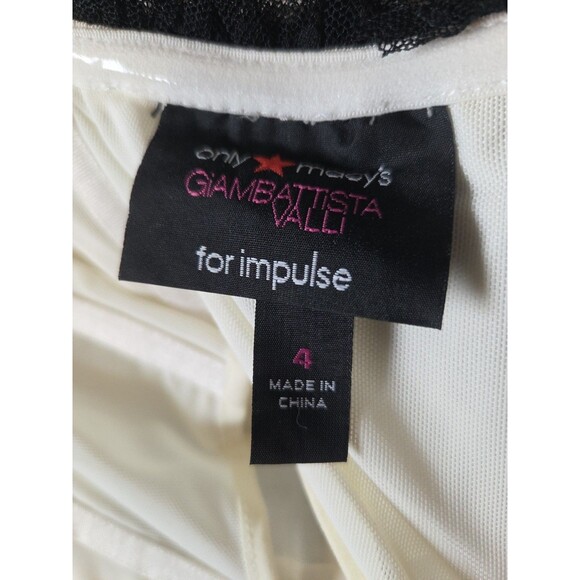 only macy's
GIAMBATTISTA
VALLI
for impulse
4
MADE IN
CHINA